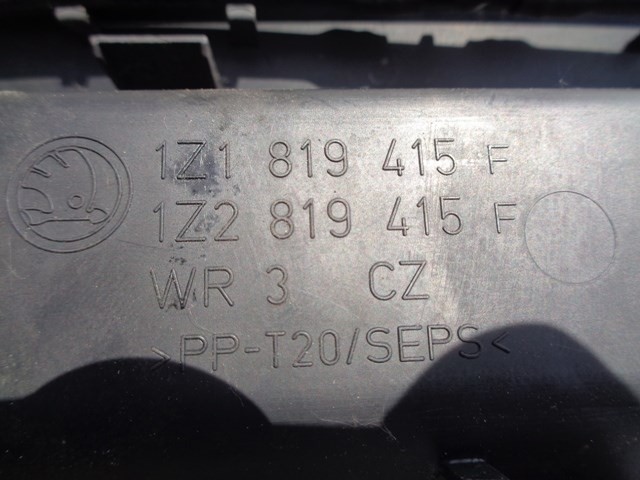 1Z1 819 415 F
1Z2 819 415 F
WR 3 CZ
>PP-T20/SEPS<